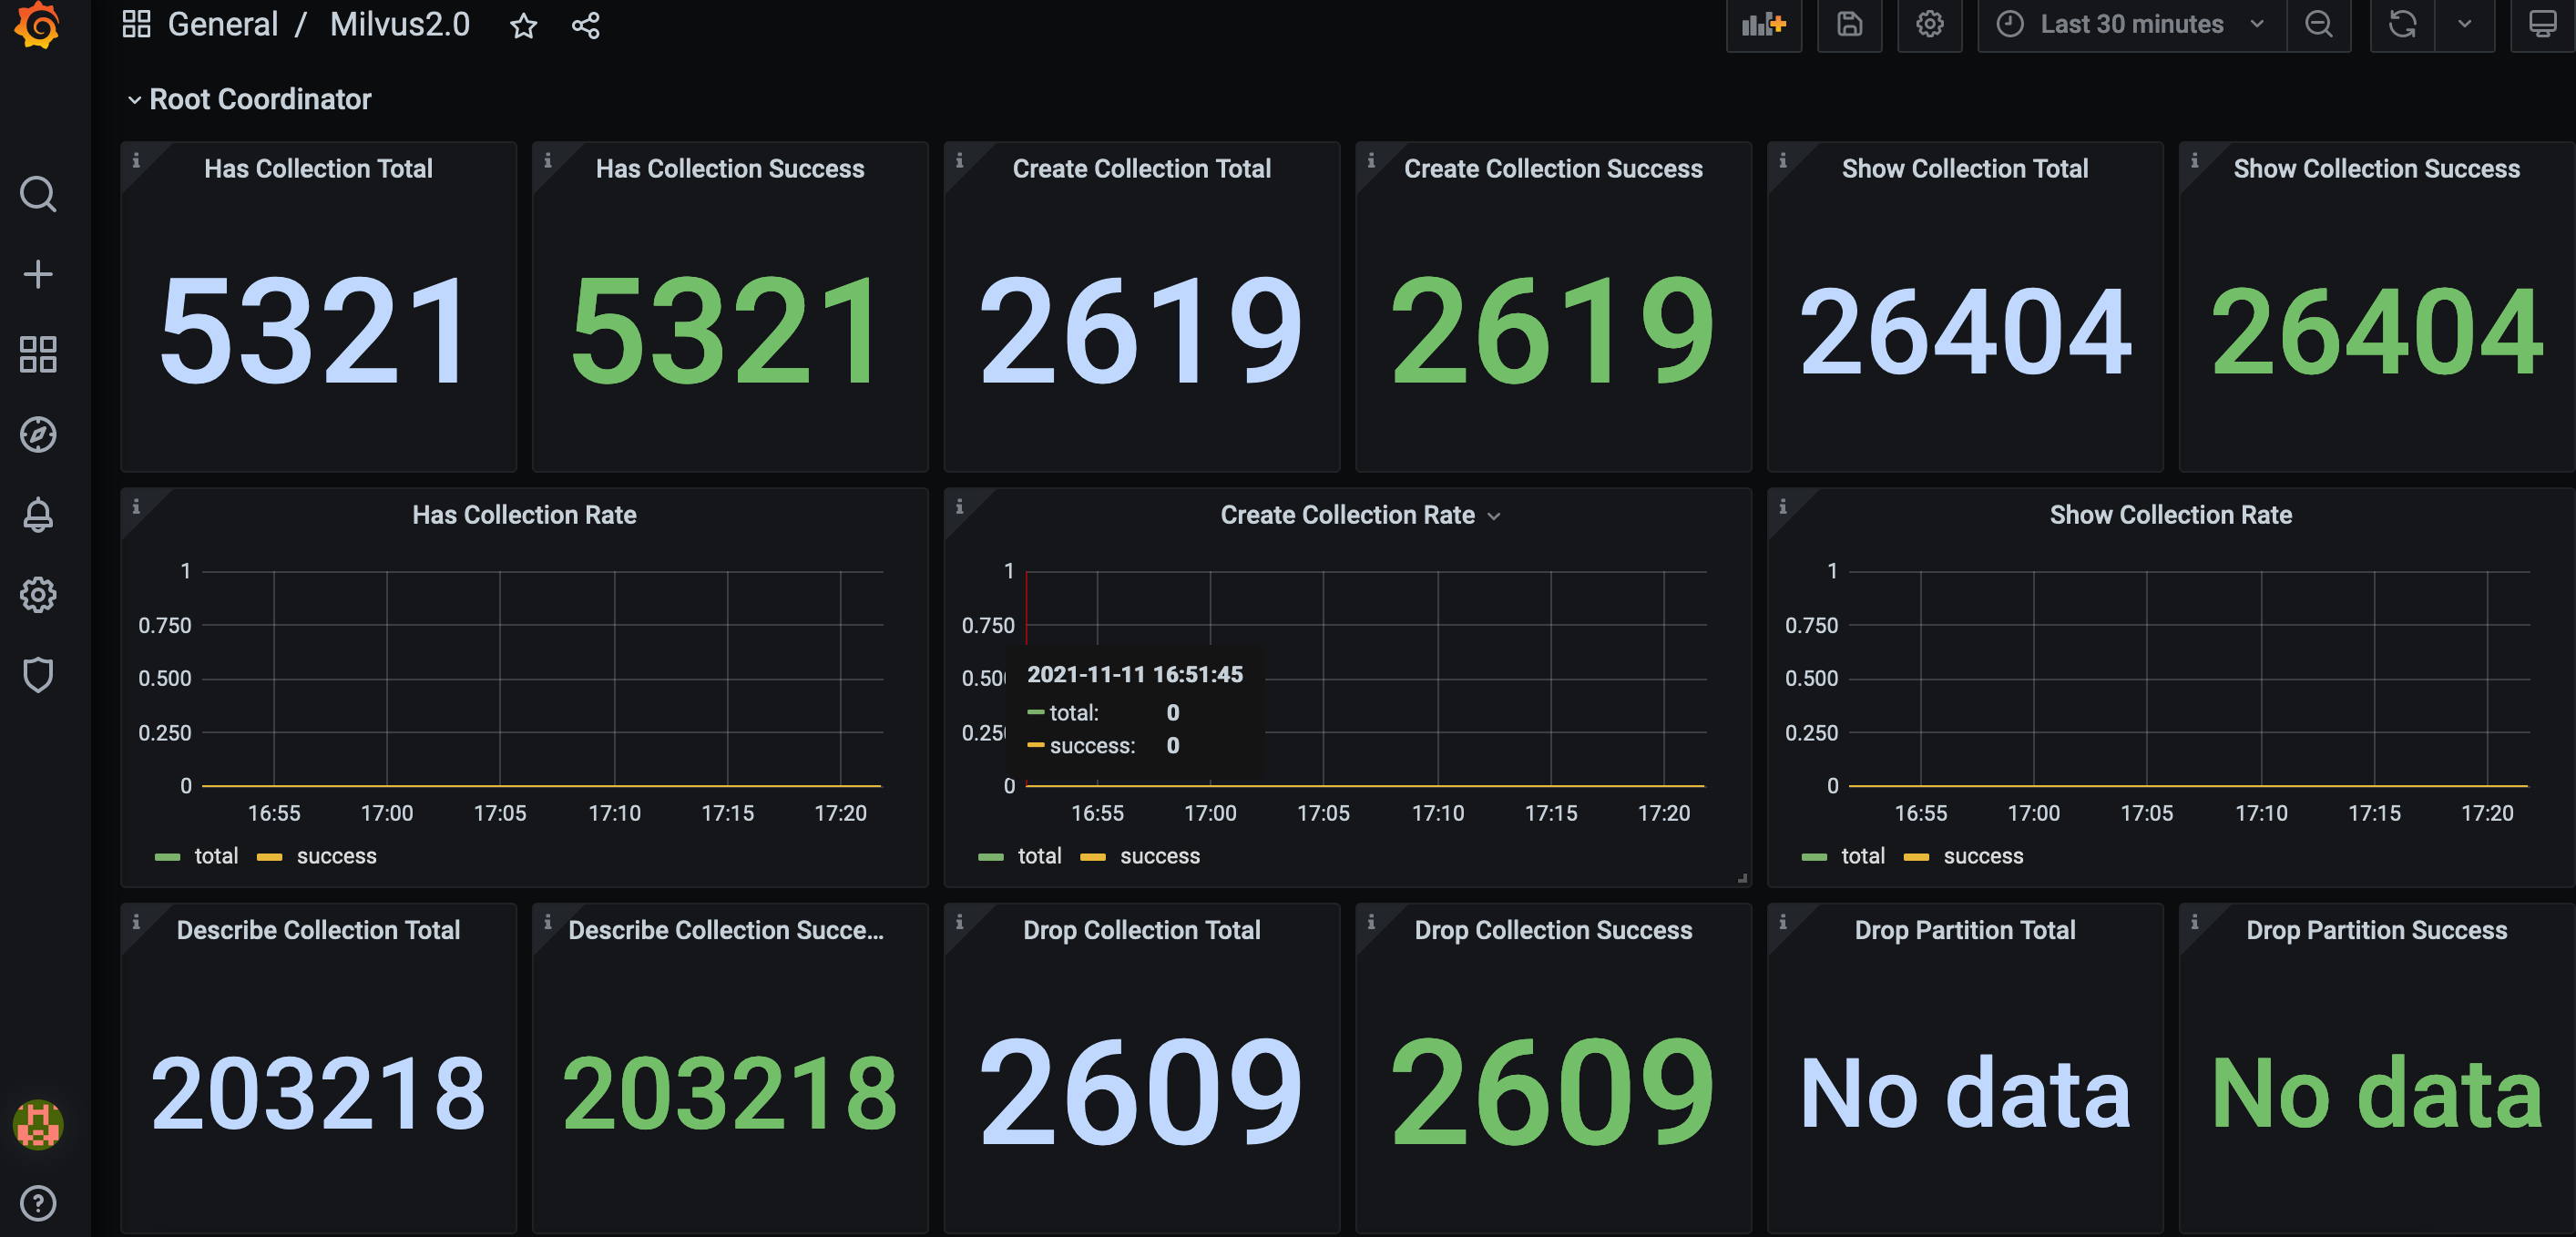 General / Milvus2.0
Last 30 minutes
Root Coordinator
Has Collection Total
Has Collection Success
Create Collection Total
Create Collection Success
Show Collection Total
Show Collection Success
5321
5321
2619
2619
26404
26404
Has Collection Rate
1
0.750
0.500
0.250
0
16:55 17:00 17:05 17:10 17:15 17:20
total success
Create Collection Rate
1
0.750
0.500
0.250
0
2021-11-11 16:51:45
total: 0
success: 0
16:55 17:00 17:05 17:10 17:15 17:20
total success
Show Collection Rate
1
0.750
0.500
0.250
0
16:55 17:00 17:05 17:10 17:15 17:20
total success
Describe Collection Total
Describe Collection Succe...
Drop Collection Total
Drop Collection Success
Drop Partition Total
Drop Partition Success
203218
203218
2609
2609
No data
No data